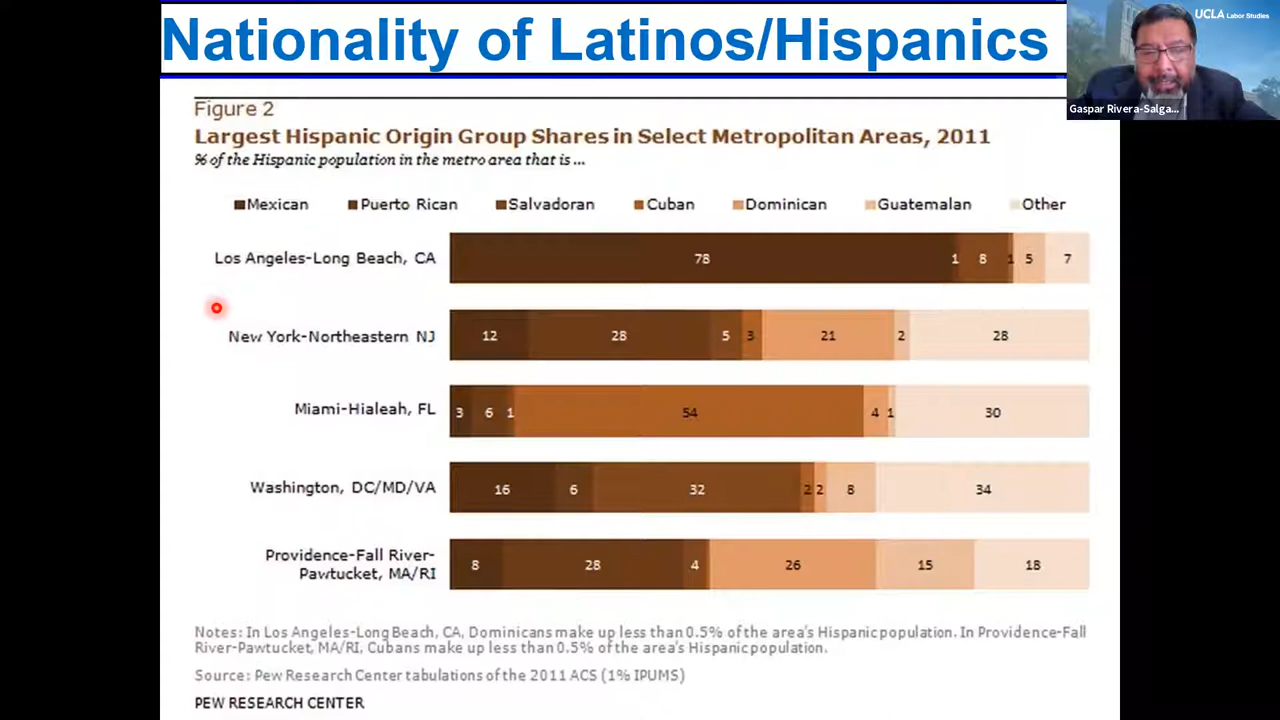 Nationality of Latinos/Hispanics
UCLA Labor Studies
Gaspar Rivera-Salga...
Figure 2
Largest Hispanic Origin Group Shares in Select Metropolitan Areas, 2011
% of the Hispanic population in the metro area that is ...
Mexican Puerto Rican Salvadoran Cuban Dominican Guatemalan Other
Los Angeles-Long Beach, CA 78 1 8 1 5 7
New York-Northeastern NJ 12 28 5 3 21 2 28
Miami-Hialeah, FL 3 6 1 54 4 1 30
Washington, DC/MD/VA 16 6 32 2 2 8 34
Providence-Fall River-
Pawtucket, MA/RI 8 28 4 26 15 18
Notes: In Los Angeles-Long Beach, CA, Dominicans make up less than 0.5% of the area's Hispanic population. In Providence-Fall
River-Pawtucket, MA/RI, Cubans make up less than 0.5% of the area's Hispanic population.
Source: Pew Research Center tabulations of the 2011 ACS (1% IPUMS)
PEW RESEARCH CENTER